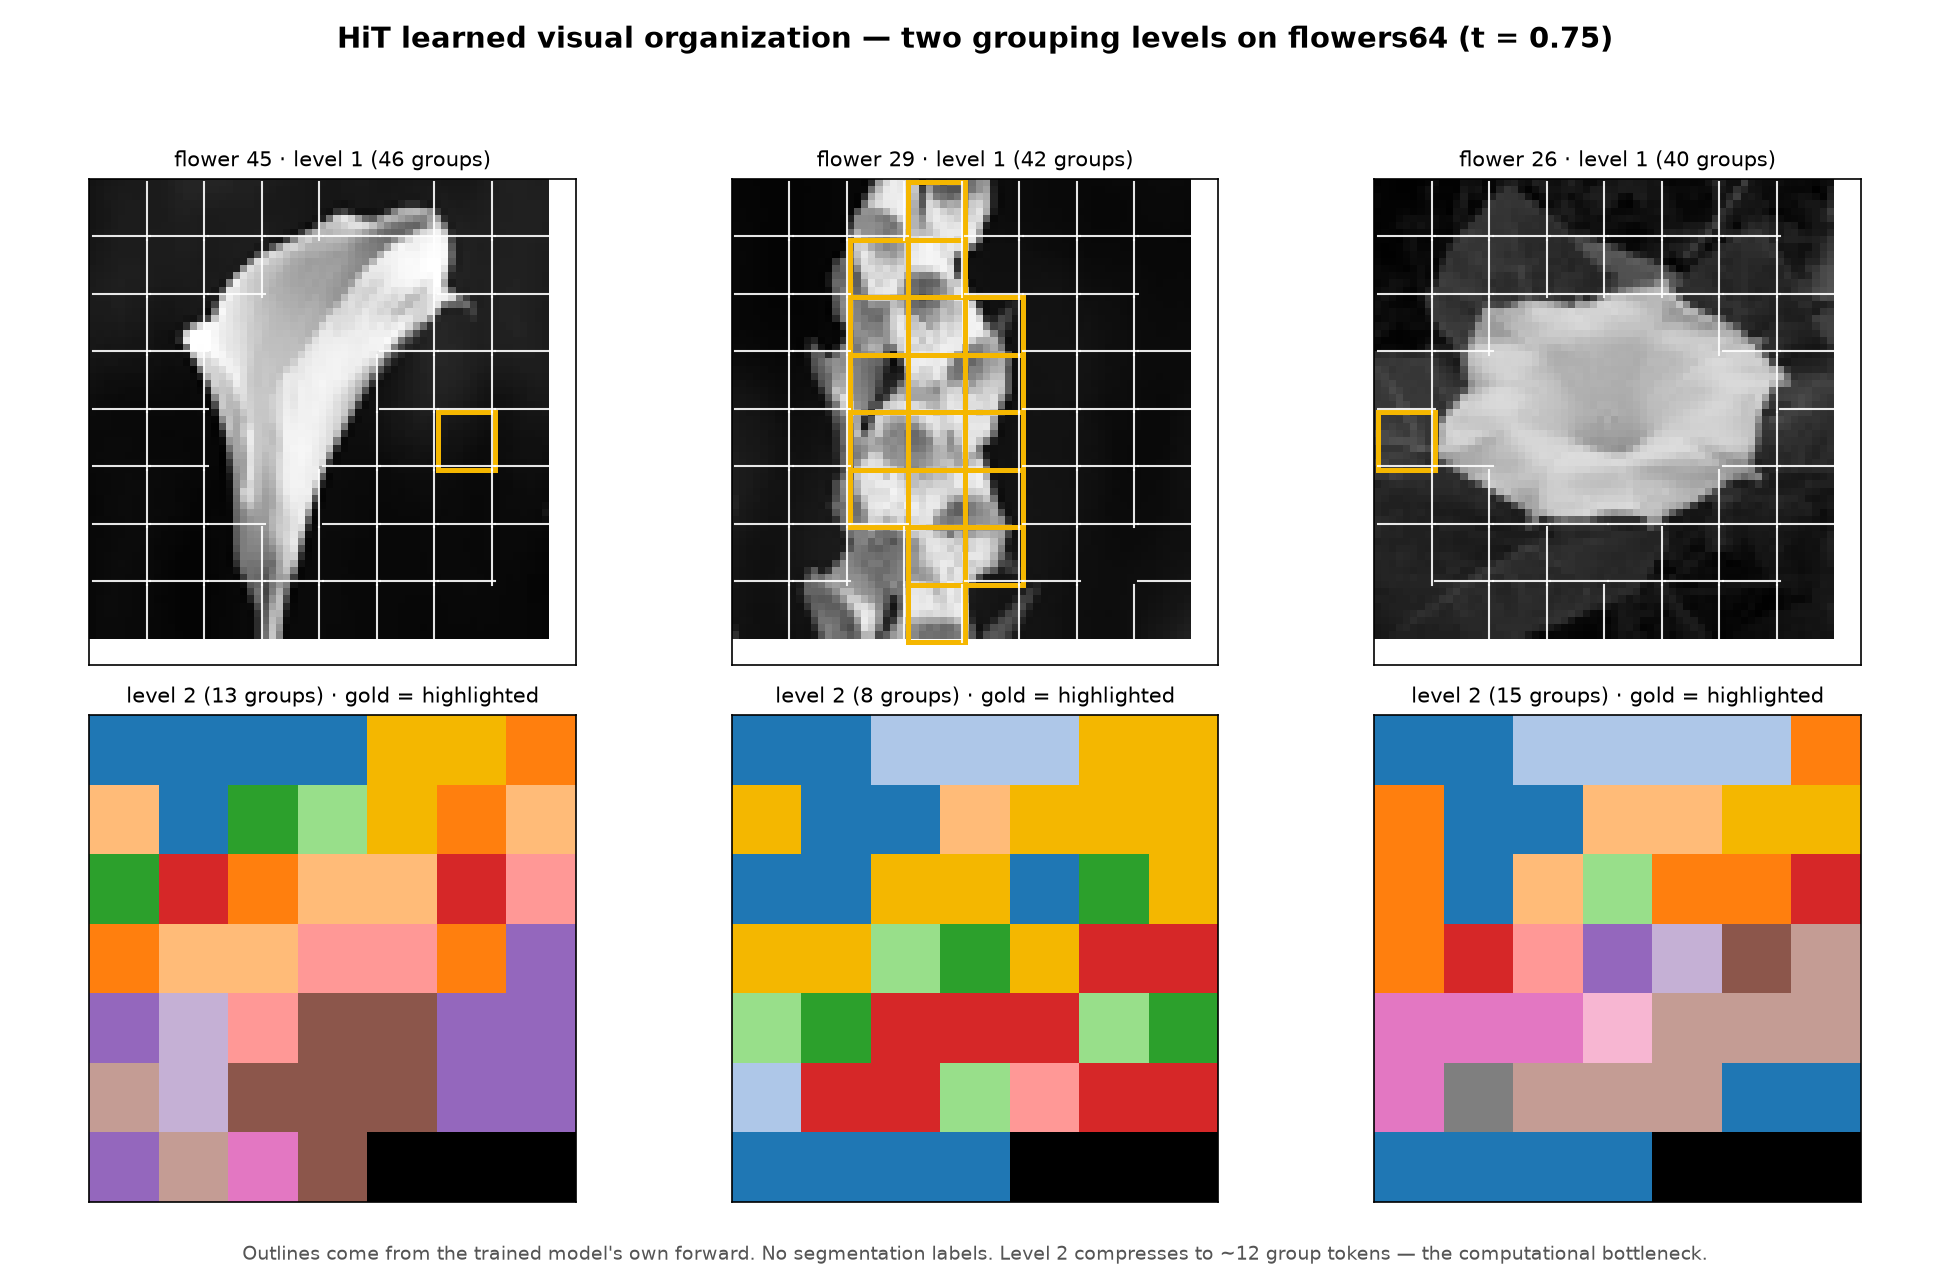 HiT learned visual organization — two grouping levels on flowers64 (t = 0.75)
flower 45 · level 1 (46 groups)
flower 29 · level 1 (42 groups)
flower 26 · level 1 (40 groups)
level 2 (13 groups) · gold = highlighted
level 2 (8 groups) · gold = highlighted
level 2 (15 groups) · gold = highlighted
Outlines come from the trained model's own forward. No segmentation labels. Level 2 compresses to ~12 group tokens — the computational bottleneck.